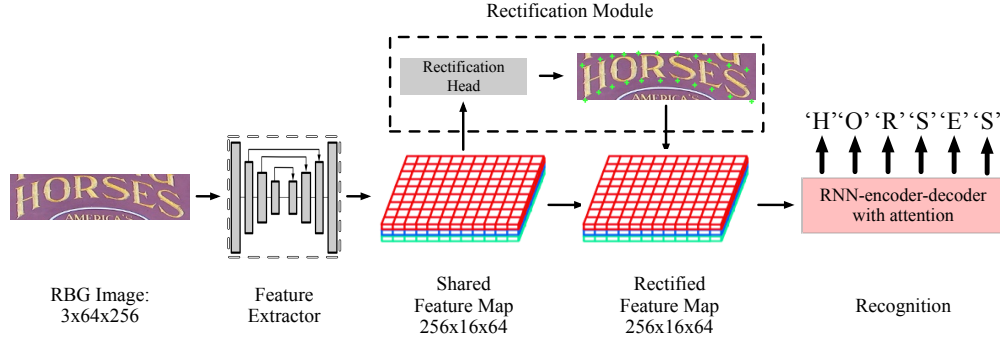 Rectification Module
Rectification
Head
HORSES
‘H’‘O’‘R’‘S’‘E’‘S’
HORSES
AMERICA'S
RNN-encoder-decoder
with attention
RBG Image:
3x64x256
Feature
Extractor
Shared
Feature Map
256x16x64
Rectified
Feature Map
256x16x64
Recognition